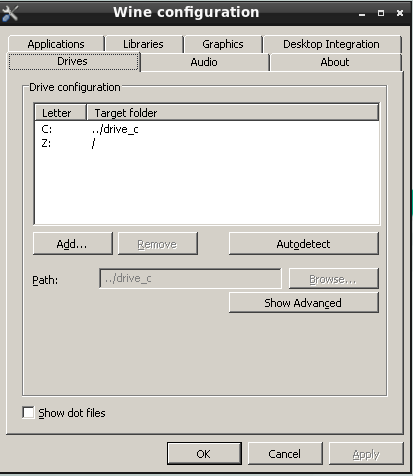 Wine configuration
Applications Libraries Graphics Desktop Integration
Drives Audio About
Drive configuration
Letter Target folder
C: ../drive_c
Z: /
Add... Remove Autodetect
Path: ../drive_c Browse...
Show Advanced
Show dot files
OK Cancel Apply